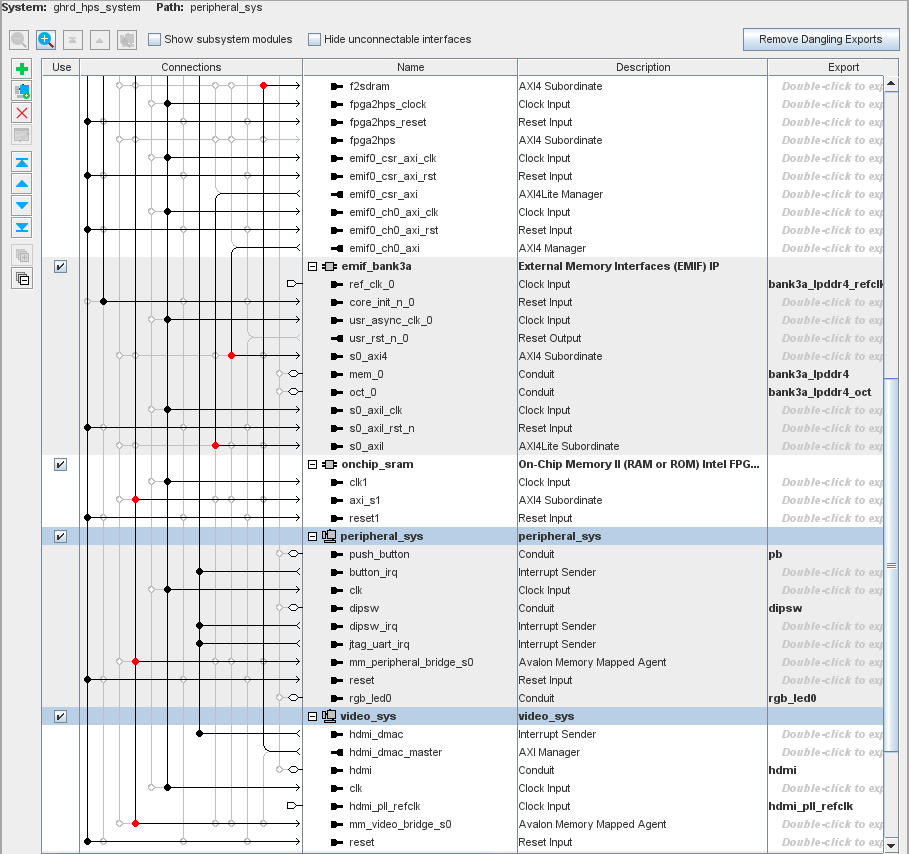 System: ghrd_hps_system Path: peripheral_sys
Show subsystem modules Hide unconnectable interfaces Remove Dangling Exports
Use Connections Name Description Export
f2sdram AXI4 Subordinate Double-click to exp
fpga2hps_clock Clock Input Double-click to exp
fpga2hps_reset Reset Input Double-click to exp
fpga2hps AXI4 Subordinate Double-click to exp
emif0_csr_axi_clk Clock Input Double-click to exp
emif0_csr_axi_rst Reset Input Double-click to exp
emif0_csr_axi AXI4Lite Manager Double-click to exp
emif0_ch0_axi_clk Clock Input Double-click to exp
emif0_ch0_axi_rst Reset Input Double-click to exp
emif0_ch0_axi AXI4 Manager Double-click to exp
emif_bank3a External Memory Interfaces (EMIF) IP
ref_clk_0 Clock Input bank3a_lpddr4_refclk
core_init_n_0 Reset Input Double-click to exp
usr_async_clk_0 Clock Input Double-click to exp
usr_rst_n_0 Reset Output Double-click to exp
s0_axi4 AXI4 Subordinate Double-click to exp
mem_0 Conduit bank3a_lpddr4
oct_0 Conduit bank3a_lpddr4_oct
s0_axil_clk Clock Input Double-click to exp
s0_axil_rst_n Reset Input Double-click to exp
s0_axil AXI4Lite Subordinate Double-click to exp
onchip_sram On-Chip Memory II (RAM or ROM) Intel FPG...
clk1 Clock Input Double-click to exp
axi_s1 AXI4 Subordinate Double-click to exp
reset1 Reset Input Double-click to exp
peripheral_sys peripheral_sys
push_button Conduit pb
button_irq Interrupt Sender Double-click to exp
clk Clock Input Double-click to exp
dipsw Conduit dipsw
dipsw_irq Interrupt Sender Double-click to exp
jtag_uart_irq Interrupt Sender Double-click to exp
mm_peripheral_bridge_s0 Avalon Memory Mapped Agent Double-click to exp
reset Reset Input Double-click to exp
rgb_led0 Conduit rgb_led0
video_sys video_sys
hdmi_dmac Interrupt Sender Double-click to exp
hdmi_dmac_master AXI Manager Double-click to exp
hdmi Conduit hdmi
clk Clock Input Double-click to exp
hdmi_pll_refclk Clock Input hdmi_pll_refclk
mm_video_bridge_s0 Avalon Memory Mapped Agent Double-click to exp
reset Reset Input Double-click to exp